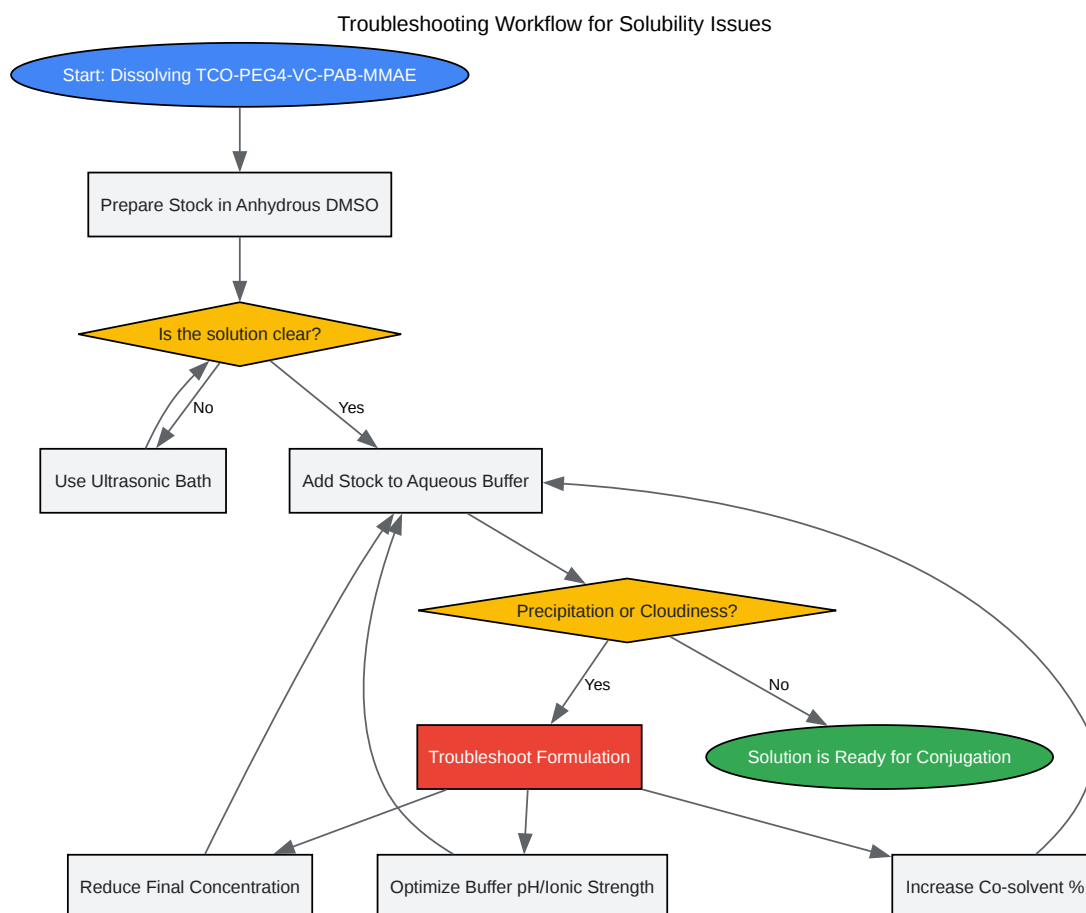 Troubleshooting Workflow for Solubility Issues
Start: Dissolving TCO-PEG4-VC-PAB-MMAE
Prepare Stock in Anhydrous DMSO
Is the solution clear?
No
Yes
Use Ultrasonic Bath
Add Stock to Aqueous Buffer
Precipitation or Cloudiness?
Yes
No
Troubleshoot Formulation
Solution is Ready for Conjugation
Reduce Final Concentration
Optimize Buffer pH/Ionic Strength
Increase Co-solvent %